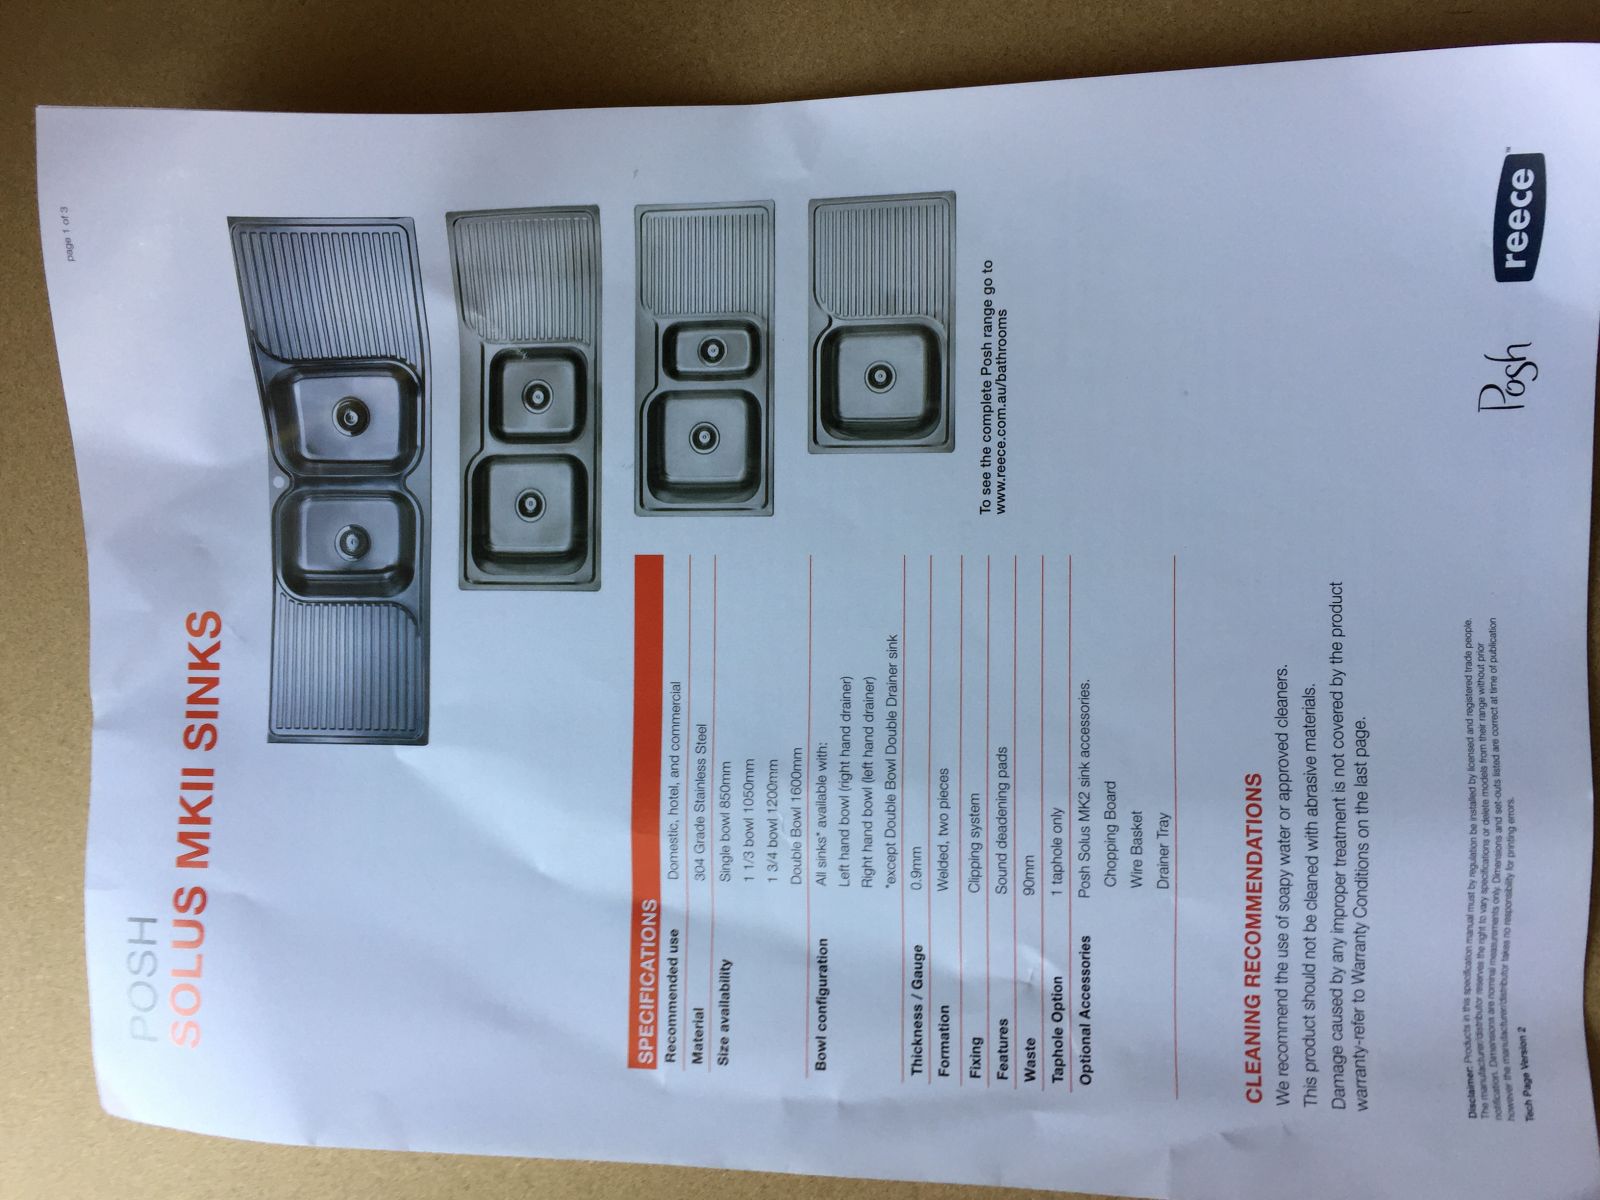 page 1 of 3
POSH
SOLUS MKII SINKS
SPECIFICATIONS
Recommended use Domestic, hotel, and commercial
Material 304 Grade Stainless Steel
Size availability Single bowl 850mm
1 1/3 bowl 1050mm
1 3/4 bowl 1200mm
Double Bowl 1600mm
Bowl configuration All sinks* available with:
Left hand bowl (right hand drainer)
Right hand bowl (left hand drainer)
*except Double Bowl Double Drainer sink
Thickness / Gauge 0.9mm
Formation Welded, two pieces
Fixing Clipping system
Features Sound deadening pads
Waste 90mm
Taphole Option 1 taphole only
Optional Accessories Posh Solus MK2 sink accessories.
Chopping Board
Wire Basket
Drainer Tray
To see the complete Posh range go to
www.reece.com.au/bathrooms
CLEANING RECOMMENDATIONS
We recommend the use of soapy water or approved cleaners.
This product should not be cleaned with abrasive materials.
Damage caused by any improper treatment is not covered by the product
warranty-refer to Warranty Conditions on the last page.
Disclaimer: Products in this specification manual must by regulation be installed by licensed and registered trade people.
The manufacturer/distributor reserves the right to vary specifications or delete models from their range without prior
notification. Dimensions are nominal measurements only. Dimensions and set-outs listed are correct at time of publication
however the manufacturer/distributor takes no responsibility for printing errors.
Tech Page Version 2
Posh
reece™